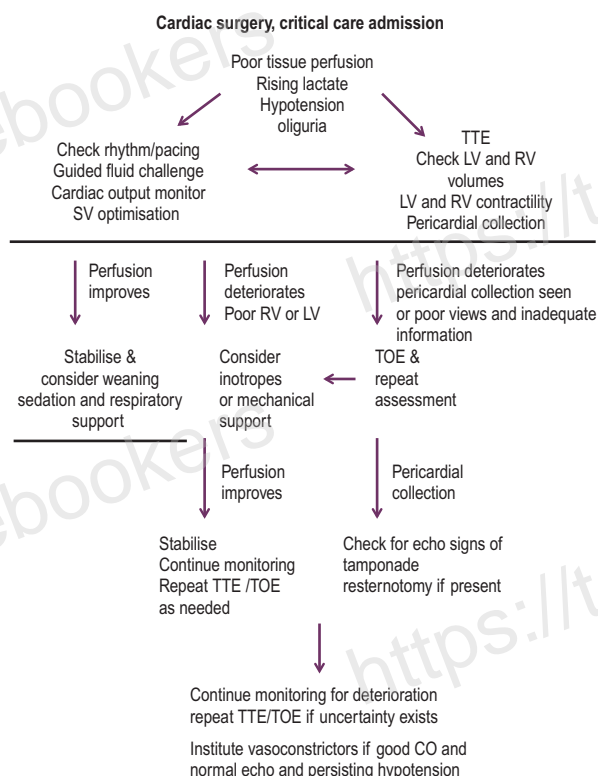 Cardiac surgery, critical care admission
Poor tissue perfusion
Rising lactate
Hypotension
oliguria
Check rhythm/pacing
Guided fluid challenge
Cardiac output monitor
SV optimisation
TTE
Check LV and RV
volumes
LV and RV contractility
Pericardial collection
Perfusion
improves
Perfusion
deteriorates
Poor RV or LV
Perfusion deteriorates
pericardial collection seen
or poor views and inadequate
information
Stabilise &
consider weaning
sedation and respiratory
support
Consider
inotropes
or mechanical
support
TOE &
repeat
assessment
Perfusion
improves
Pericardial
collection
Stabilise
Continue monitoring
Repeat TTE /TOE
as needed
Check for echo signs of
tamponade
resternotomy if present
Continue monitoring for deterioration
repeat TTE/TOE if uncertainty exists
Institute vasoconstrictors if good CO and
normal echo and persisting hypotension
ebookers
https://t
ebookers
https://t